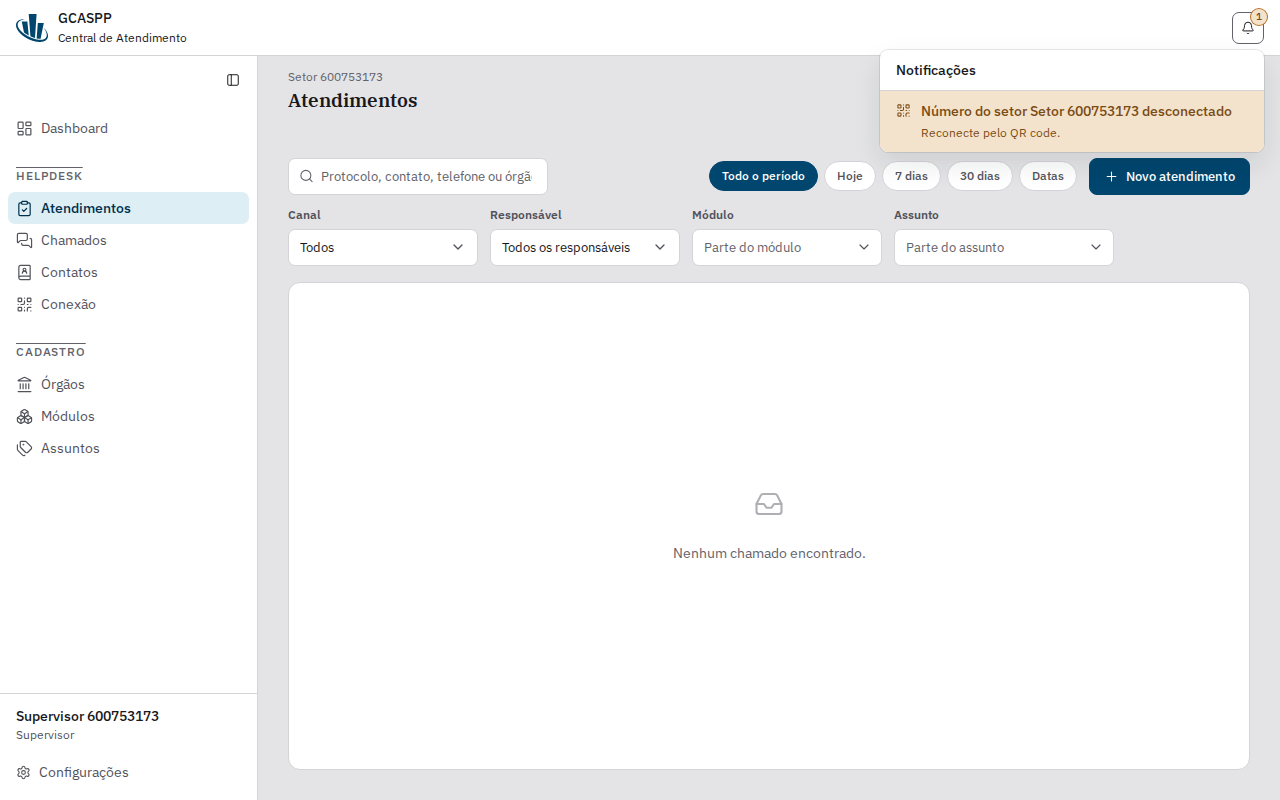 GCASPP
Central de Atendimento
1
Notificações
Número do setor Setor 600753173 desconectado
Reconecte pelo QR code.
Dashboard
HELPDESK
Atendimentos
Chamados
Contatos
Conexão
CADASTRO
Órgãos
Módulos
Assuntos
Supervisor 600753173
Supervisor
Configurações
Setor 600753173
Atendimentos
Protocolo, contato, telefone ou órgã
Todo o período
Hoje
7 dias
30 dias
Datas
Novo atendimento
Canal
Responsável
Módulo
Assunto
Todos
Todos os responsáveis
Parte do módulo
Parte do assunto
Nenhum chamado encontrado.